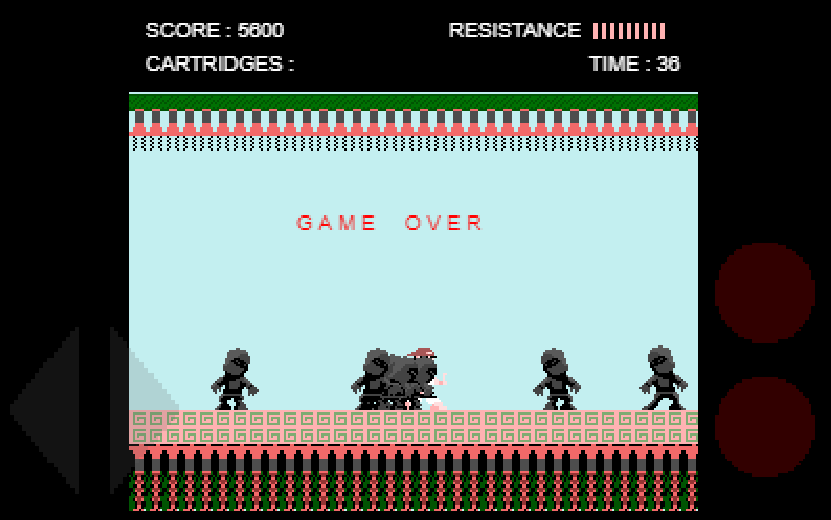 SCORE : 5600
RESISTANCE
CARTRIDGES :
TIME : 36
GAME OVER